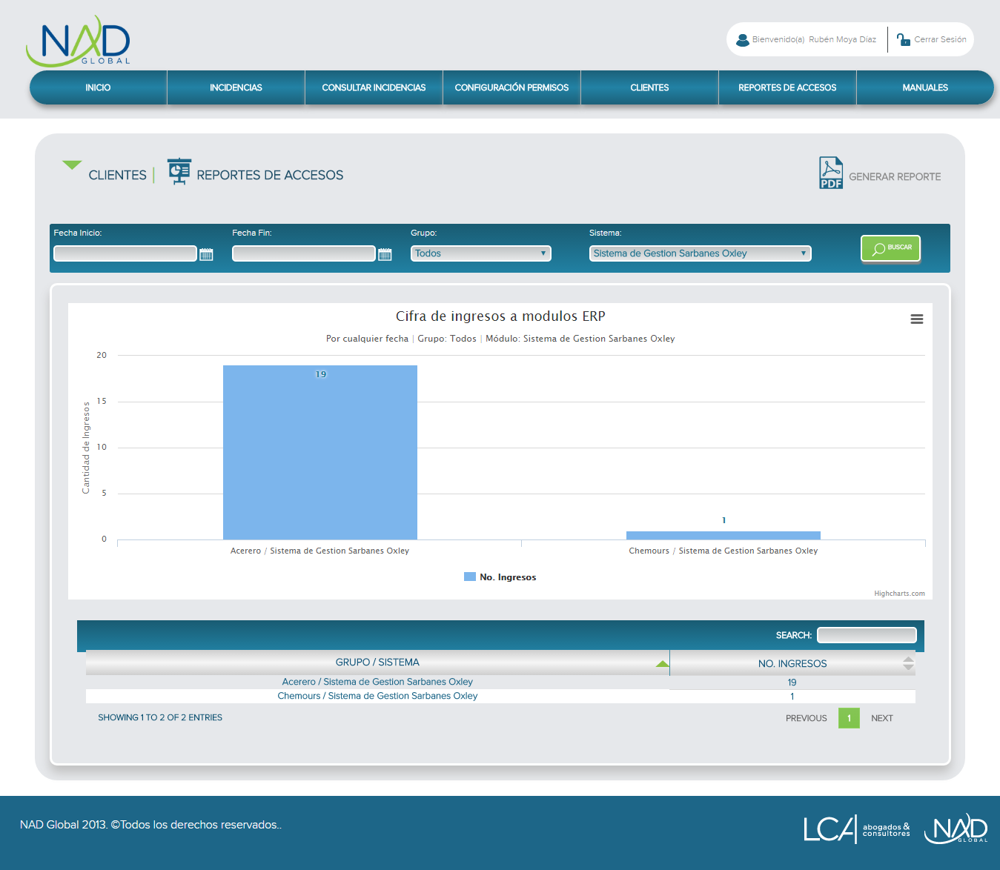 NAD
GLOBAL
Bienvenido(a) Rubén Moya Díaz
Cerrar Sesión
INICIO
INCIDENCIAS
CONSULTAR INCIDENCIAS
CONFIGURACIÓN PERMISOS
CLIENTES
REPORTES DE ACCESOS
MANUALES
CLIENTES
REPORTES DE ACCESOS
PDF
GENERAR REPORTE
Fecha Inicio:
Fecha Fin:
Grupo:
Sistema:
Todos
Sistema de Gestion Sarbanes Oxley
BUSCAR
Cifra de ingresos a modulos ERP
Por cualquier fecha | Grupo: Todos | Módulo: Sistema de Gestion Sarbanes Oxley
Cantidad de Ingresos
20
15
10
5
0
19
1
Acerero / Sistema de Gestion Sarbanes Oxley
Chemours / Sistema de Gestion Sarbanes Oxley
No. Ingresos
Highcharts.com
SEARCH:
GRUPO / SISTEMA
NO. INGRESOS
Acerero / Sistema de Gestion Sarbanes Oxley
19
Chemours / Sistema de Gestion Sarbanes Oxley
1
SHOWING 1 TO 2 OF 2 ENTRIES
PREVIOUS
1
NEXT
NAD Global 2013. ©Todos los derechos reservados..
LCA
abogados &
consultores
NAD
GLOBAL